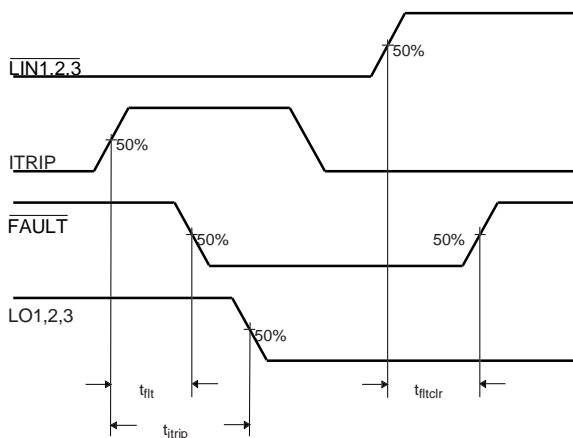 50%
LIN1,2,3
50%
ITRIP
FAULT
50%
50%
LO1,2,3
50%
tflt
tfltclr
titrip